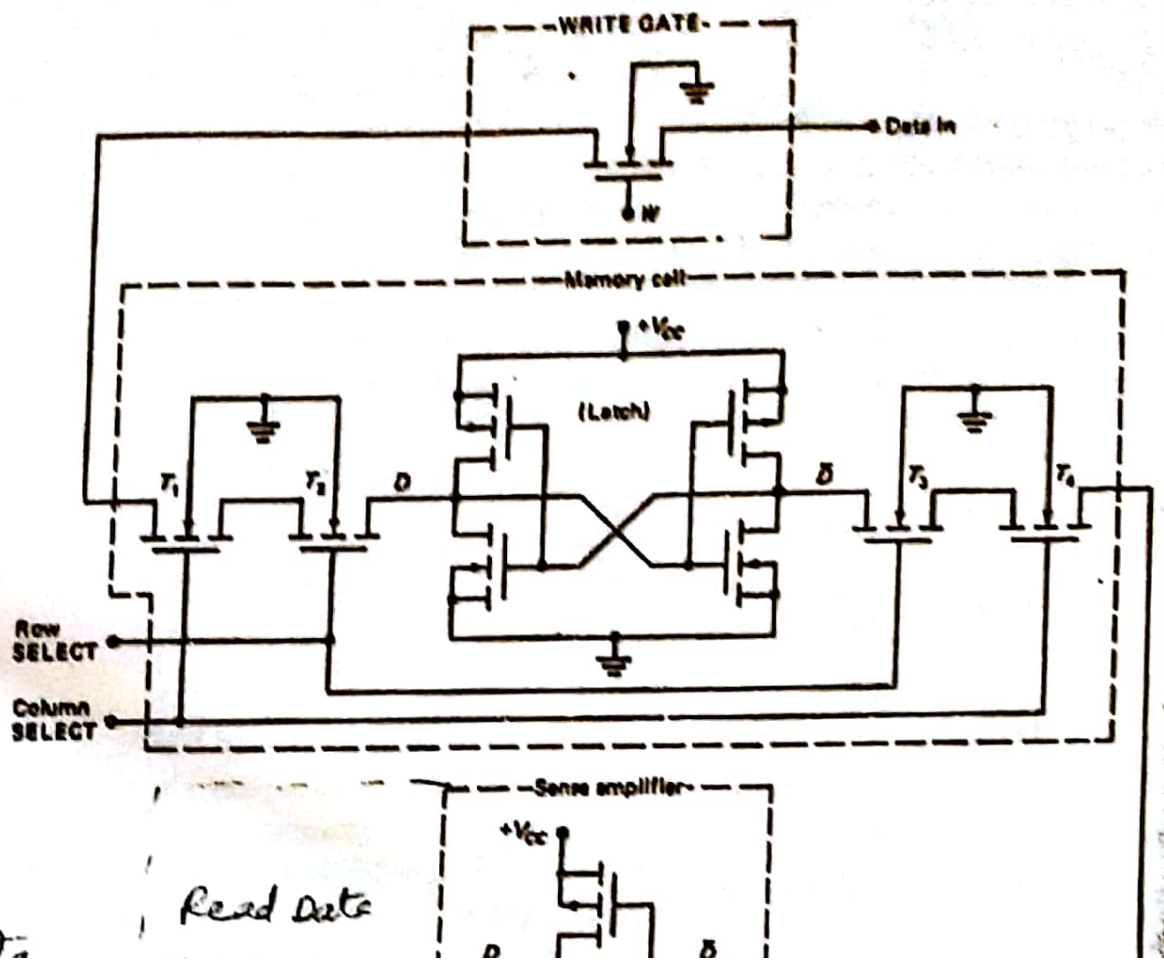 WRITE GATE
Data in
W
Memory cell
+Vcc
(Latch)
T1
T2
D
D̄
T3
T4
Row
SELECT
Column
SELECT
Sense amplifier
+Vcc
Read Data
D
D̄